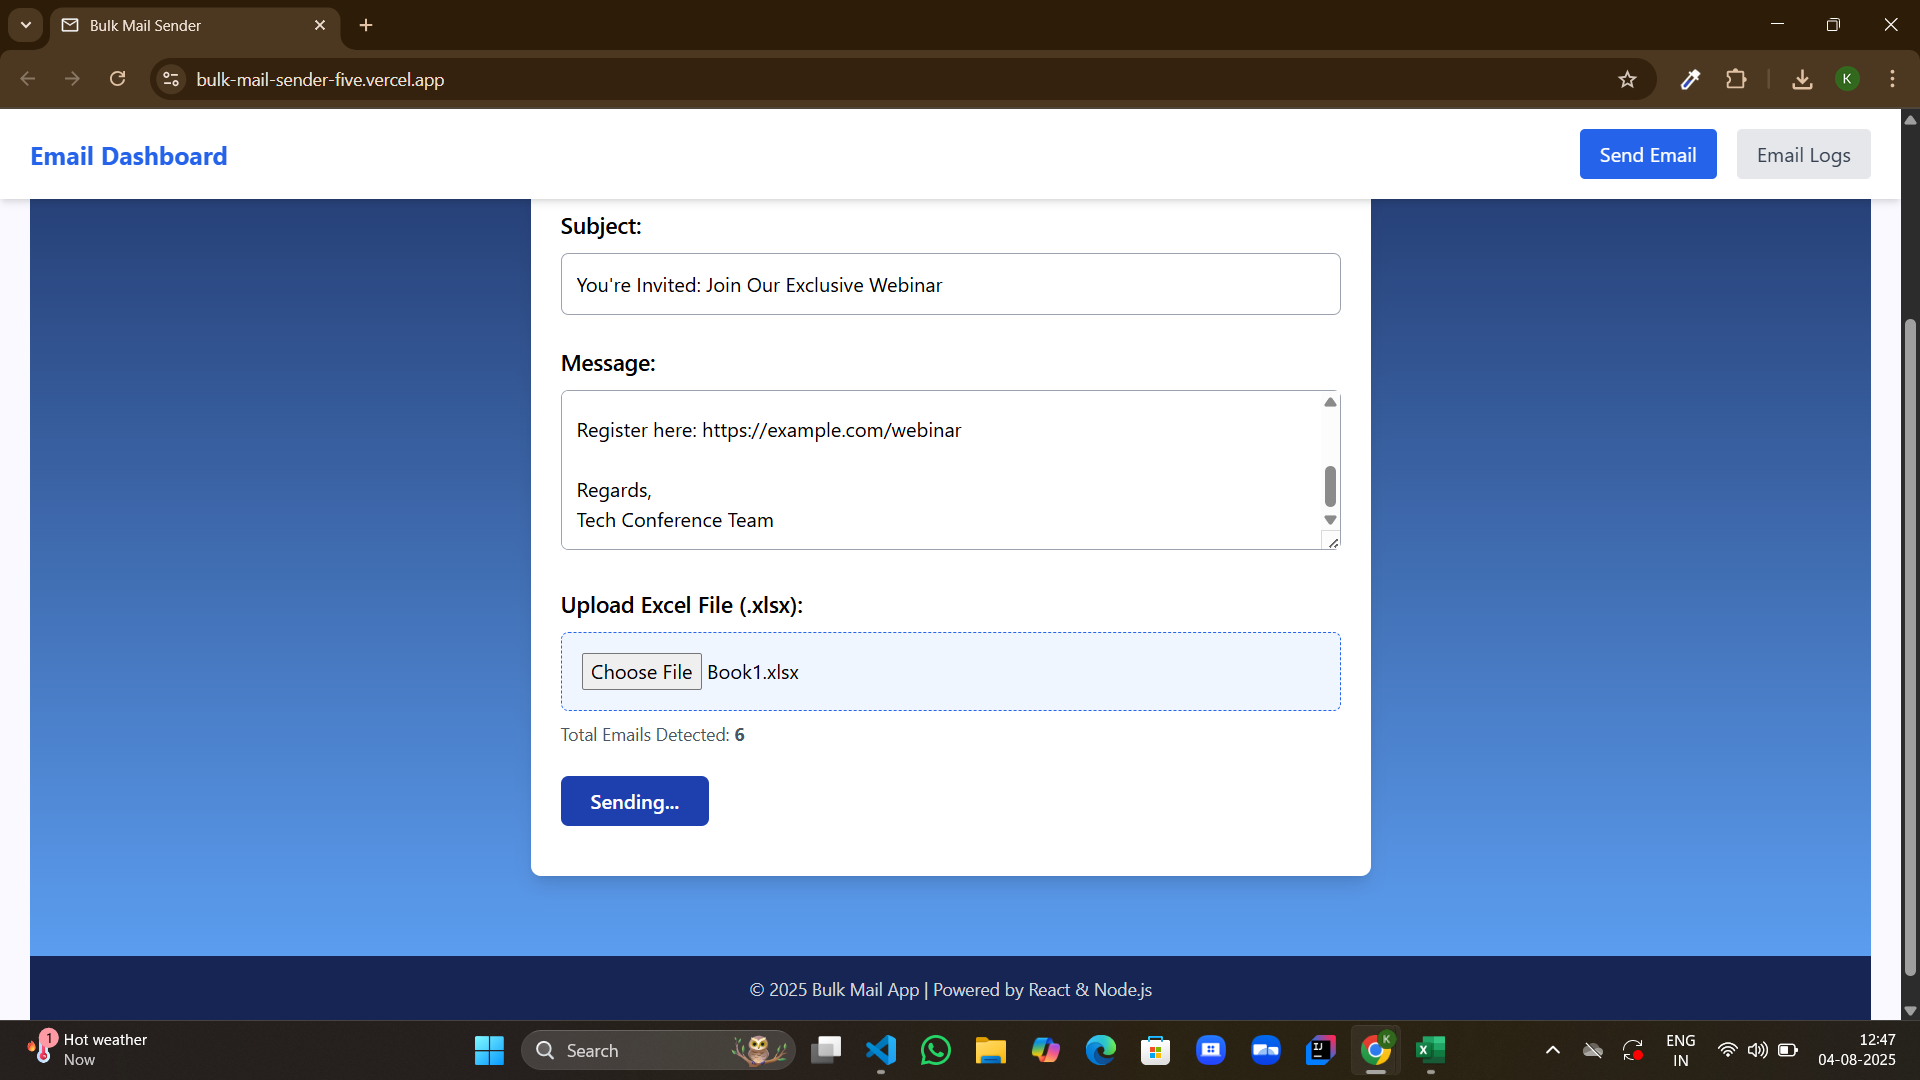 Bulk Mail Sender
bulk-mail-sender-five.vercel.app
K
Email Dashboard
Send Email
Email Logs
Subject:
You're Invited: Join Our Exclusive Webinar
Message:
Register here: https://example.com/webinar
Regards,
Tech Conference Team
Upload Excel File (.xlsx):
Choose File Book1.xlsx
Total Emails Detected: 6
Sending...
© 2025 Bulk Mail App | Powered by React & Node.js
1
Hot weather
Now
Search
K
ENG
IN
12:47
04-08-2025